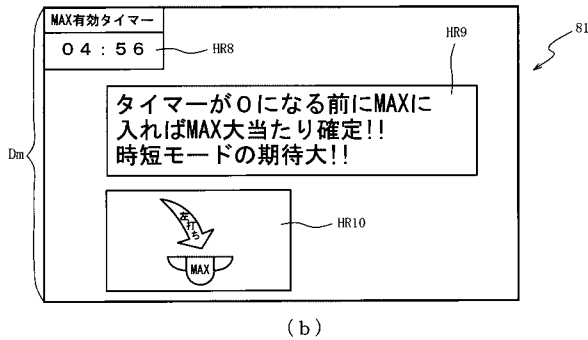 MAX有効タイマー
04:56
HR8
HR9
81
タイマーが0になる前にMAXに
入ればMAX大当たり確定!!
時短モードの期待大!!
Dm
左打ち
MAX
HR10
(b)